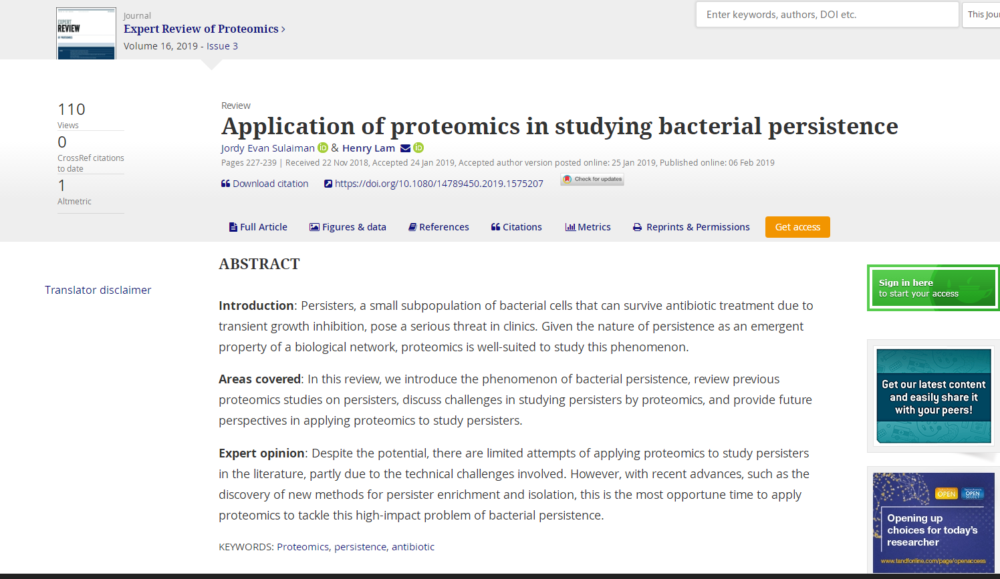 Journal
Expert Review of Proteomics ›
Volume 16, 2019 - Issue 3
Enter keywords, authors, DOI etc.
This Jour
EXPERT
REVIEW
OF PROTEOMICS
110
Views
0
CrossRef citations
to date
1
Altmetric
Review
Application of proteomics in studying bacterial persistence
Jordy Evan Sulaiman iD & Henry Lam iD
Pages 227-239 | Received 22 Nov 2018, Accepted 24 Jan 2019, Accepted author version posted online: 25 Jan 2019, Published online: 06 Feb 2019
Download citation https://doi.org/10.1080/14789450.2019.1575207 Check for updates
Full Article Figures & data References Citations Metrics Reprints & Permissions Get access
Translator disclaimer
ABSTRACT
Introduction: Persisters, a small subpopulation of bacterial cells that can survive antibiotic treatment due to
transient growth inhibition, pose a serious threat in clinics. Given the nature of persistence as an emergent
property of a biological network, proteomics is well-suited to study this phenomenon.
Areas covered: In this review, we introduce the phenomenon of bacterial persistence, review previous
proteomics studies on persisters, discuss challenges in studying persisters by proteomics, and provide future
perspectives in applying proteomics to study persisters.
Expert opinion: Despite the potential, there are limited attempts of applying proteomics to study persisters
in the literature, partly due to the technical challenges involved. However, with recent advances, such as the
discovery of new methods for persister enrichment and isolation, this is the most opportune time to apply
proteomics to tackle this high-impact problem of bacterial persistence.
KEYWORDS: Proteomics, persistence, antibiotic
Sign in here
to start your access
Get our latest content
and easily share it
with your peers!
OPEN OPEN
SELECT
Opening up
choices for today's
researcher
www.tandfonline.com/page/openaccess